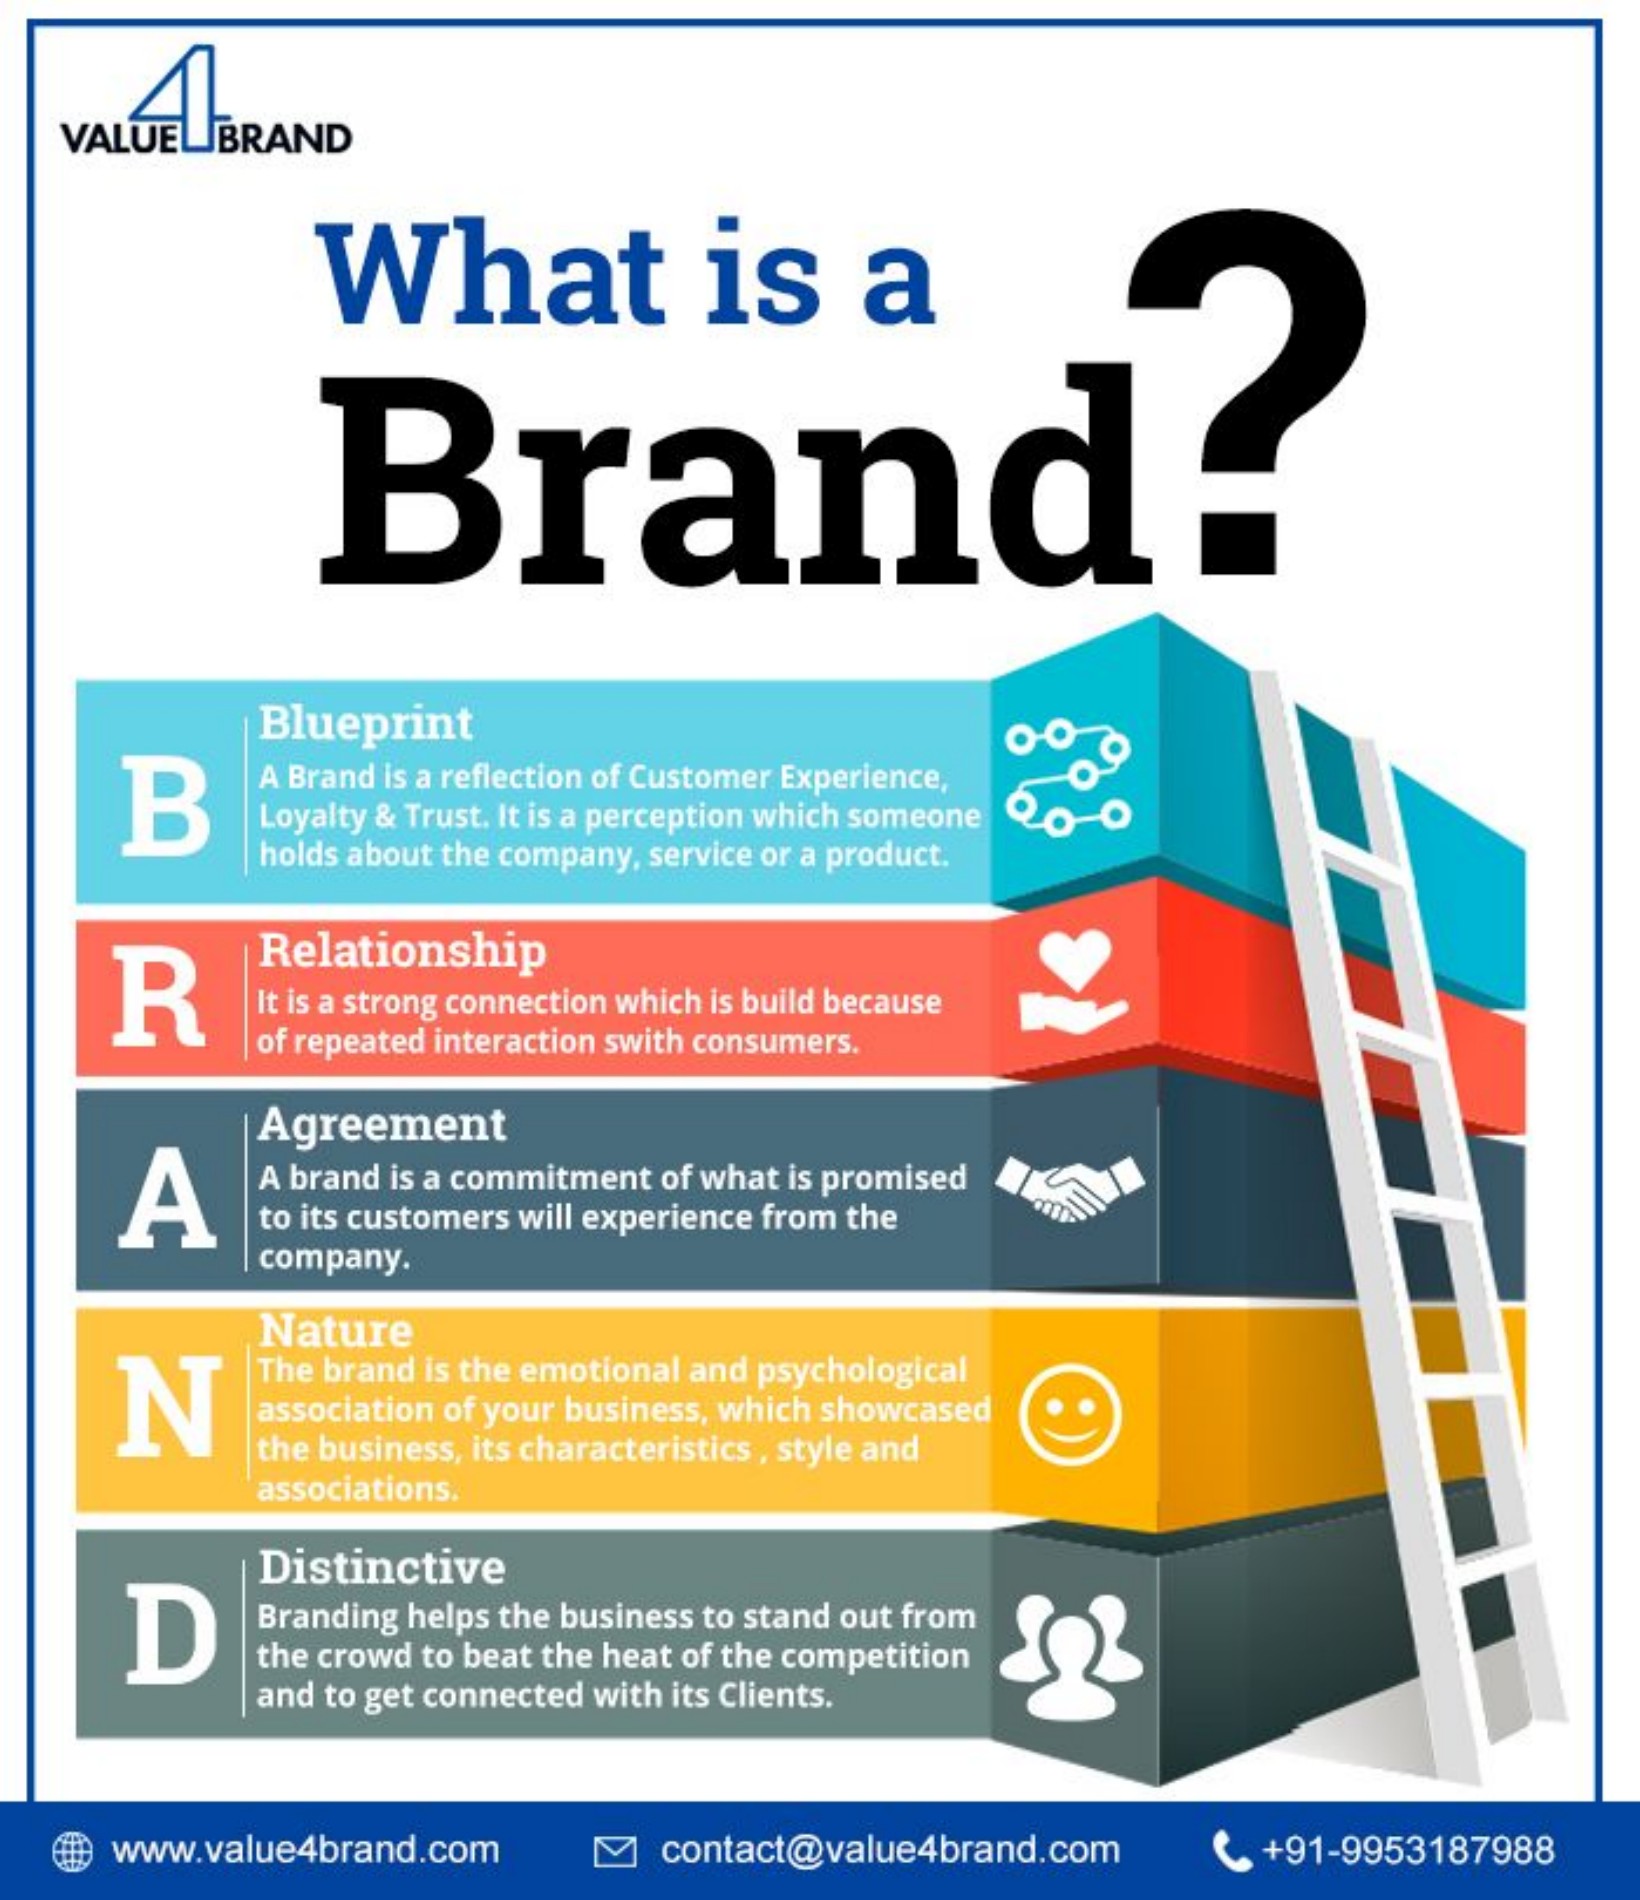 VALUE4BRAND
What is a
Brand?
B
Blueprint
A Brand is a reflection of Customer Experience,
Loyalty & Trust. It is a perception which someone
holds about the company, service or a product.
R
Relationship
It is a strong connection which is build because
of repeated interaction swith consumers.
A
Agreement
A brand is a commitment of what is promised
to its customers will experience from the
company.
N
Nature
The brand is the emotional and psychological
association of your business, which showcased
the business, its characteristics , style and
associations.
D
Distinctive
Branding helps the business to stand out from
the crowd to beat the heat of the competition
and to get connected with its Clients.
www.value4brand.com
contact@value4brand.com
+91-9953187988